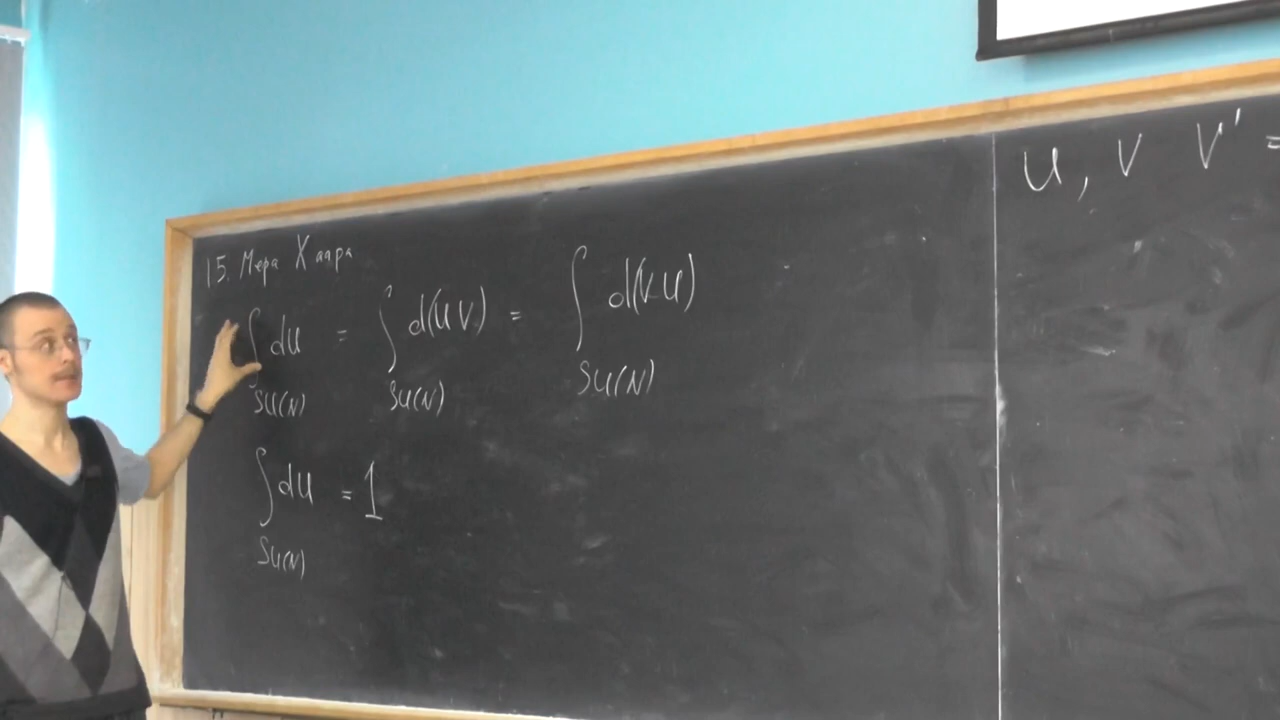 15. Мера Хаара
∫ du = ∫ d(uv) = ∫ d(vu)
SU(N) SU(N) SU(N)
∫ du = 1
SU(N)
u, v v' =